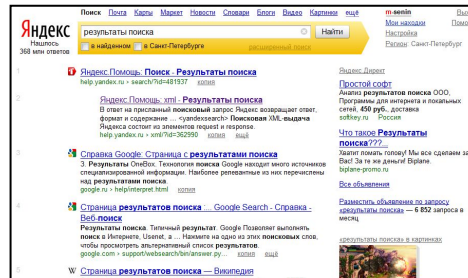 Поиск Почта Карты Маркет Новости Словари Блоги Видео Картинки ещё
m-senin
Яндекс
Нашлось
368 млн ответов
результаты поиска
Найти
в найденном в Санкт-Петербурге
расширенный поиск
Мои находки
Настройка
Регион: Санкт-Петербург
1
Яндекс.Помощь: Поиск - Результаты поиска
help.yandex.ru › search/?id=481937 копия
2
Яндекс.Помощь: xml - Результаты поиска
В ответ на присланный поисковый запрос Яндекс возвращает ответ,
формат и содержание ... <yandexsearch> Поисковая XML-выдача
Яндекса состоит из элементов request и response.
help.yandex.ru › xml/?id=362990 копия ещё
3
Справка Google: Страница с результатами поиска
3. Результаты OneBox. Технология поиска Google находит много источников
специализированной информации. Наиболее релевантные из них перечислены
над результатами поиска.
google.ru › help/interpret.html копия
4
Страница результатов поиска :... Google Search - Справка -
Веб-поиск
Результаты поиска. Типичный результат. Google Позволяет выполнять
поиск в Интернете, Usenet, а ... Нажмите на одно из этих поисковых слов,
чтобы просмотреть альтернативный список результатов.
google.com › support/websearch/bin/answer.py... копия ещё
5
Страница результатов поиска — Википедия
Яндекс.Директ
Простой софт
Анализ результатов поиска ООО,
Программы для интернета и локальных
сетей, 450 руб., доставка
softkey.ru Россия
Что такое Результаты
поиска???...
Хватит ломать голову! Мы все сделаем за
Вас! За те же деньги! Biplane.
biplane-promo.ru
Все объявления
Разместить объявление по запросу
«результаты поиска» — 6 852 запроса в
месяц
«результаты поиска» в картинках